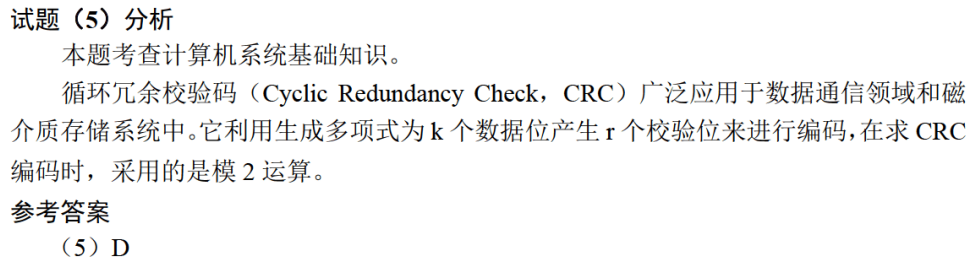 试题（5）分析
本题考查计算机系统基础知识。
循环冗余校验码（Cyclic Redundancy Check，CRC）广泛应用于数据通信领域和磁
介质存储系统中。它利用生成多项式为 k 个数据位产生 r 个校验位来进行编码，在求 CRC
编码时，采用的是模 2 运算。
参考答案
（5）D